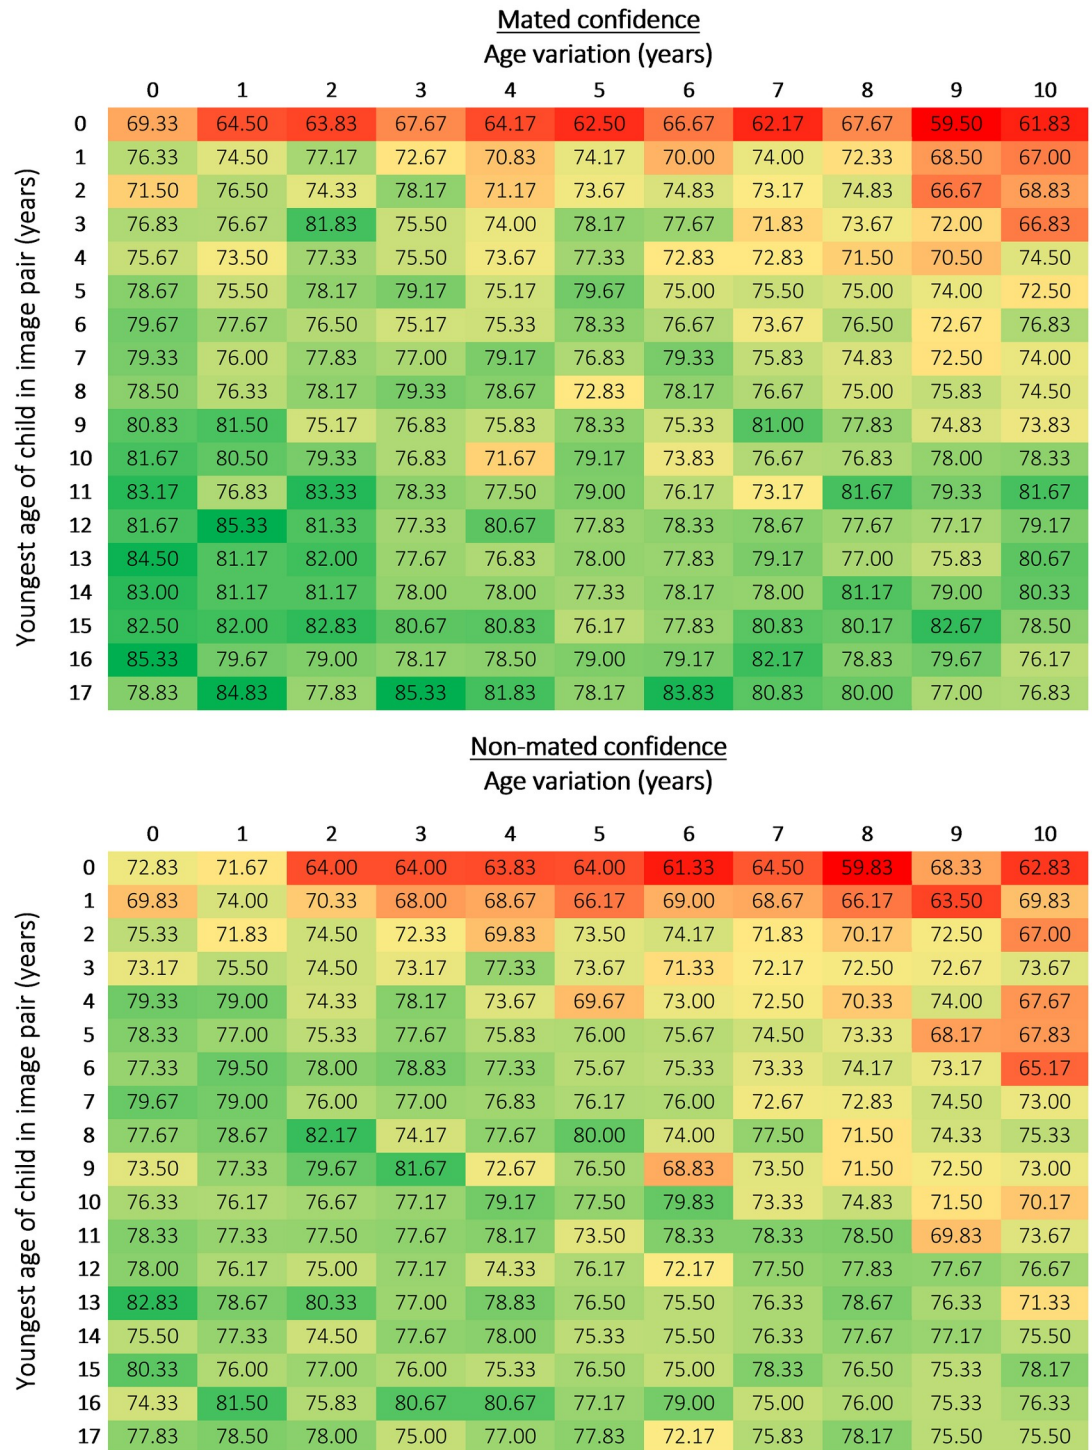 Mated confidence
Age variation (years)
0 1 2 3 4 5 6 7 8 9 10
Youngest age of child in image pair (years)
0 69.33 64.50 63.83 67.67 64.17 62.50 66.67 62.17 67.67 59.50 61.83
1 76.33 74.50 77.17 72.67 70.83 74.17 70.00 74.00 72.33 68.50 67.00
2 71.50 76.50 74.33 78.17 71.17 73.67 74.83 73.17 74.83 66.67 68.83
3 76.83 76.67 81.83 75.50 74.00 78.17 77.67 71.83 73.67 72.00 66.83
4 75.67 73.50 77.33 75.50 73.67 77.33 72.83 72.83 71.50 70.50 74.50
5 78.67 75.50 78.17 79.17 75.17 79.67 75.00 75.50 75.00 74.00 72.50
6 79.67 77.67 76.50 75.17 75.33 78.33 76.67 73.67 76.50 72.67 76.83
7 79.33 76.00 77.83 77.00 79.17 76.83 79.33 75.83 74.83 72.50 74.00
8 78.50 76.33 78.17 79.33 78.67 72.83 78.17 76.67 75.00 75.83 74.50
9 80.83 81.50 75.17 76.83 75.83 78.33 75.33 81.00 77.83 74.83 73.83
10 81.67 80.50 79.33 76.83 71.67 79.17 73.83 76.67 76.83 78.00 78.33
11 83.17 76.83 83.33 78.33 77.50 79.00 76.17 73.17 81.67 79.33 81.67
12 81.67 85.33 81.33 77.33 80.67 77.83 78.33 78.67 77.67 77.17 79.17
13 84.50 81.17 82.00 77.67 76.83 78.00 77.83 79.17 77.00 75.83 80.67
14 83.00 81.17 81.17 78.00 78.00 77.33 78.17 78.00 81.17 79.00 80.33
15 82.50 82.00 82.83 80.67 80.83 76.17 77.83 80.83 80.17 82.67 78.50
16 85.33 79.67 79.00 78.17 78.50 79.00 79.17 82.17 78.83 79.67 76.17
17 78.83 84.83 77.83 85.33 81.83 78.17 83.83 80.83 80.00 77.00 76.83
Non-mated confidence
Age variation (years)
0 1 2 3 4 5 6 7 8 9 10
Youngest age of child in image pair (years)
0 72.83 71.67 64.00 64.00 63.83 64.00 61.33 64.50 59.83 68.33 62.83
1 69.83 74.00 70.33 68.00 68.67 66.17 69.00 68.67 66.17 63.50 69.83
2 75.33 71.83 74.50 72.33 69.83 73.50 74.17 71.83 70.17 72.50 67.00
3 73.17 75.50 74.50 73.17 77.33 73.67 71.33 72.17 72.50 72.67 73.67
4 79.33 79.00 74.33 78.17 73.67 69.67 73.00 72.50 70.33 74.00 67.67
5 78.33 77.00 75.33 77.67 75.83 76.00 75.67 74.50 73.33 68.17 67.83
6 77.33 79.50 78.00 78.83 77.33 75.67 75.33 73.33 74.17 73.17 65.17
7 79.67 79.00 76.00 77.00 76.83 76.17 76.00 72.67 72.83 74.50 73.00
8 77.67 78.67 82.17 74.17 77.67 80.00 74.00 77.50 71.50 74.33 75.33
9 73.50 77.33 79.67 81.67 72.67 76.50 68.83 73.50 71.50 72.50 73.00
10 76.33 76.17 76.67 77.17 79.17 77.50 79.83 73.33 74.83 71.50 70.17
11 78.33 77.33 77.50 77.67 78.17 73.50 78.33 78.33 78.50 69.83 73.67
12 78.00 76.17 75.00 77.17 74.33 76.17 72.17 77.50 77.83 77.67 76.67
13 82.83 78.67 80.33 77.00 78.83 76.50 75.50 76.33 78.67 76.33 71.33
14 75.50 77.33 74.50 77.67 78.00 75.33 75.50 76.33 77.67 77.17 75.50
15 80.33 76.00 77.00 76.00 75.33 76.50 75.00 78.33 76.50 75.33 78.17
16 74.33 81.50 75.83 80.67 80.67 77.17 79.00 75.00 76.00 75.33 76.33
17 77.83 78.50 78.00 75.00 77.00 77.83 72.17 75.83 78.17 75.50 75.50